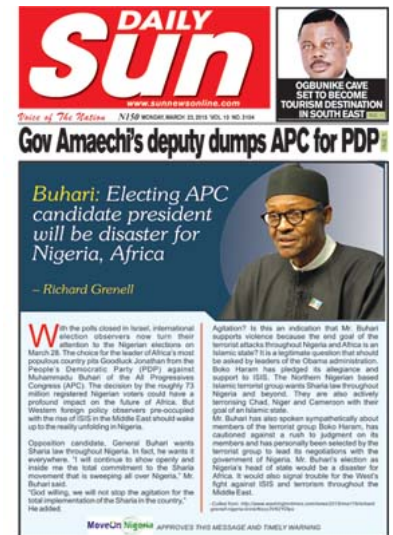 DAILY
Sun
www.sunnewsonline.com
OGBUNIKE CAVE
SET TO BECOME
TOURISM DESTINATION
IN SOUTH EAST
Voice of The Nation N150 MONDAY, MARCH 23, 2015 VOL. 10 NO. 3104
Gov Amaechi's deputy dumps APC for PDP
Buhari: Electing APC
candidate president
will be disaster for
Nigeria, Africa
– Richard Grenell
With the polls closed in Israel, international
election observers now turn their
attention to the Nigerian elections on
March 28. The choice for the leader of Africa's most
populous country pits Goodluck Jonathan from the
People's Democratic Party (PDP) against
Muhammadu Buhari of the All Progressives
Congress (APC). The decision by the roughly 73
million registered Nigerian voters could have a
profound impact on the future of Africa. But
Western foreign policy observers pre-occupied
with the rise of ISIS in the Middle East should wake
up to the reality unfolding in Nigeria.
Opposition candidate, General Buhari wants
Sharia law throughout Nigeria. In fact, he wants it
everywhere. "I will continue to show openly and
inside me the total commitment to the Sharia
movement that is sweeping all over Nigeria," Mr.
Buhari said.
"God willing, we will not stop the agitation for the
total implementation of the Sharia in the country,"
He added.
Agitation? Is this an indication that Mr. Buhari
supports violence because the end goal of the
terrorist attacks throughout Nigeria and Africa is an
Islamic state? It is a legitimate question that should
be asked by leaders of the Obama administration.
Boko Haram has pledged its allegiance and
support to ISIS. The Northern Nigerian based
Islamic terrorist group wants Sharia law throughout
Nigeria and beyond. They are also actively
terrorising Chad, Niger and Cameroon with their
goal of an Islamic state.
Mr. Buhari has also spoken sympathetically about
members of the terrorist group Boko Haram, has
cautioned against a rush to judgment on its
members and has personally been selected by the
terrorist group to lead its negotiations with the
government of Nigeria. Mr. Buhari's election as
Nigeria's head of state would be a disaster for
Africa. It would also signal trouble for the West's
fight against ISIS and terrorism throughout the
Middle East.
MoveOn Nigeria APPROVES THIS MESSAGE AND TIMELY WARNING